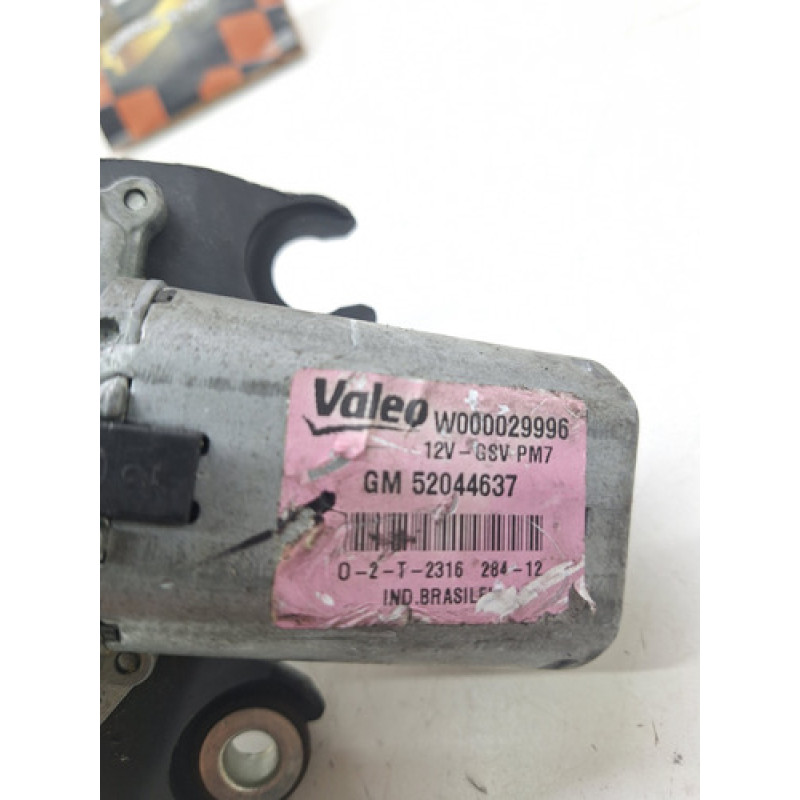 Valeo W000029996
12V-GSV PM7
GM 52044637
O-2-T-2316 284-12
IND.BRASILE